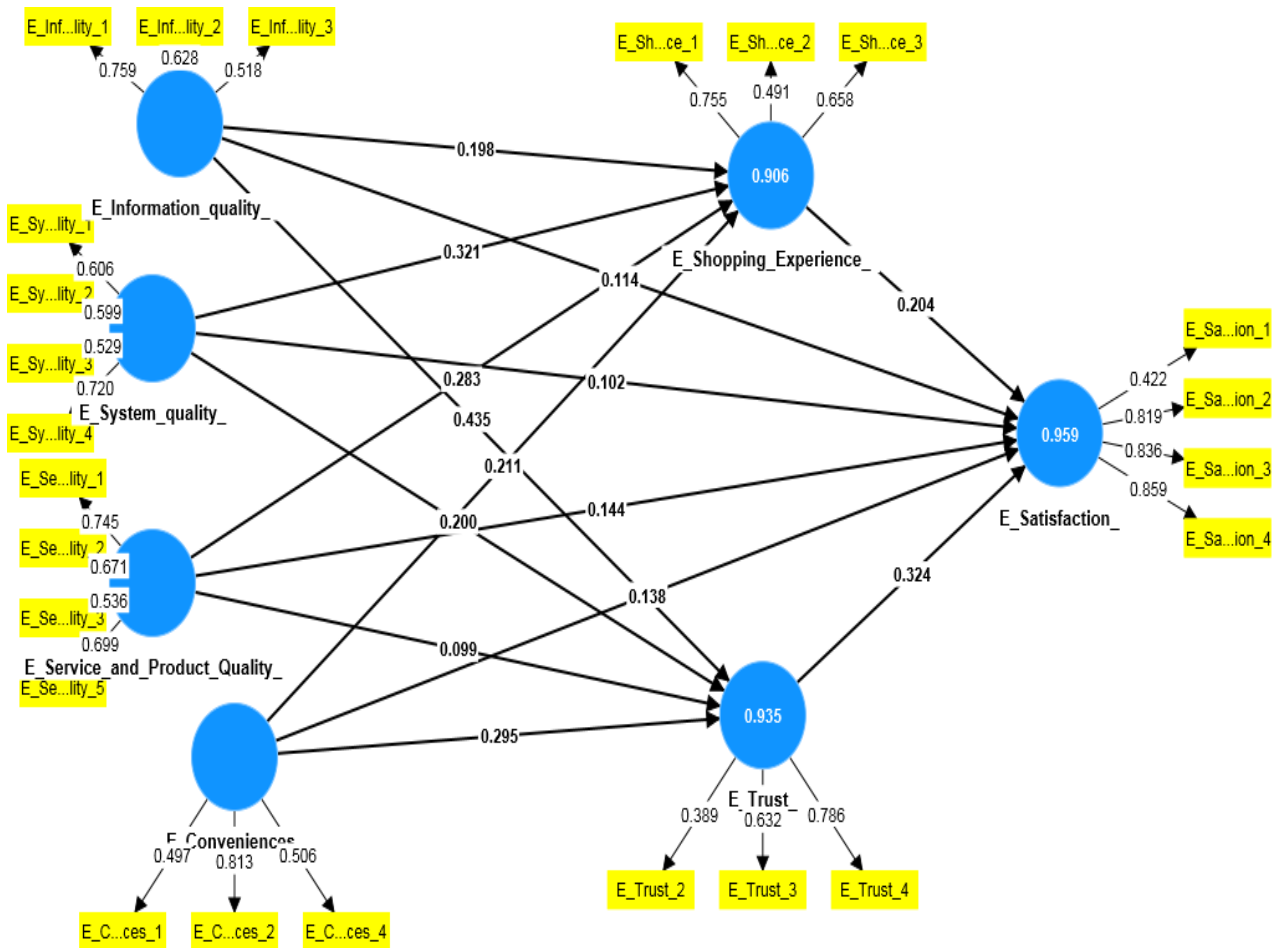 E_Inf...lity_1
E_Inf...lity_2
E_Inf...lity_3
0.759
0.628
0.518
E_Information_quality_
E_Sh...ce_1
E_Sh...ce_2
E_Sh...ce_3
0.755
0.491
0.658
0.906
E_Shopping_Experience_
0.198
0.321
0.114
0.204
E_Sy...lity_1
0.606
E_Sy...lity_2
0.599
0.529
E_Sy...lity_3
0.720
E_System_quality_
E_Sy...lity_4
0.283
0.102
0.435
0.211
E_Sa...ion_1
0.422
E_Sa...ion_2
0.819
0.959
0.836
E_Sa...ion_3
0.859
E_Satisfaction_
E_Sa...ion_4
E_Se...lity_1
0.745
E_Se...lity_2
0.671
0.536
E_Se...lity_3
0.699
E_Service_and_Product_Quality_
E_Se...lity_5
0.200
0.144
0.324
0.138
0.099
0.295
0.935
E_Trust_
0.389
0.632
0.786
E_Trust_2
E_Trust_3
E_Trust_4
E_Conveniences
0.497
0.813
0.506
E_C...ces_1
E_C...ces_2
E_C...ces_4